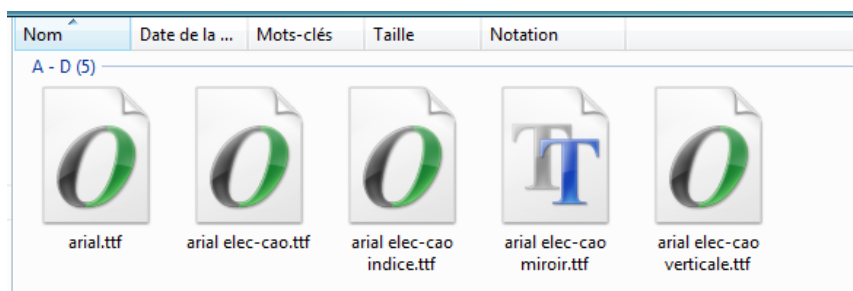 Nom Date de la ... Mots-clés Taille Notation
A - D (5)
arial.ttf arial elec-cao.ttf arial elec-cao arial elec-cao arial elec-cao
indice.ttf miroir.ttf verticale.ttf